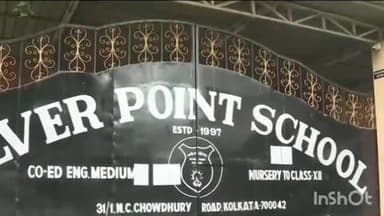 LVER POINT SCHOOL
ESTD - 1997
CO-ED ENG. MEDIUM
NURSERY TO CLASS-XII
31/1, N.C. CHOWDHURY ROAD, KOLKATA-700042
InShOt